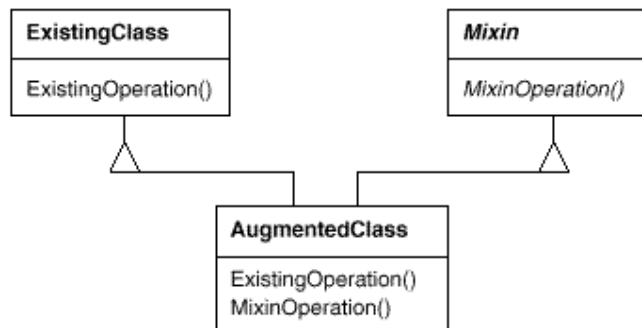 ExistingClass
ExistingOperation()
Mixin
MixinOperation()
AugmentedClass
ExistingOperation()
MixinOperation()